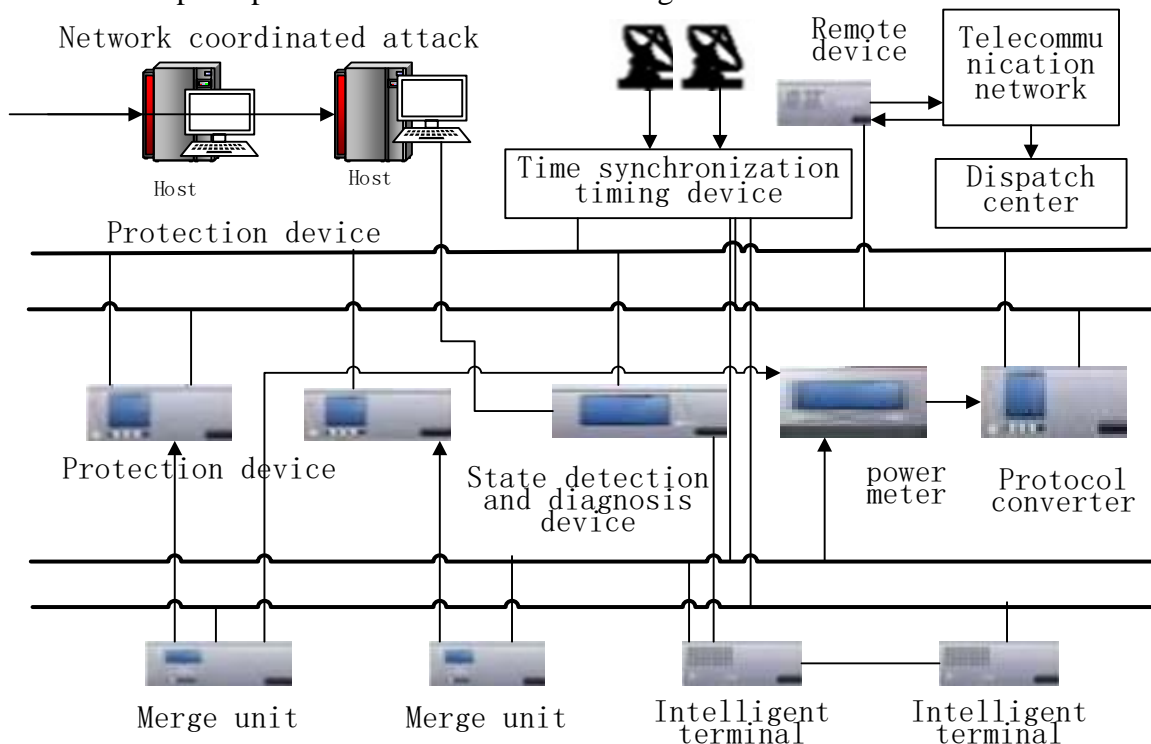 Network coordinated attack
Host
Host
Remote
device
Telecommu
nication
network
Time synchronization
timing device
Dispatch
center
Protection device
Protection device
State detection
and diagnosis
device
power
meter
Protocol
converter
Merge unit
Merge unit
Intelligent
terminal
Intelligent
terminal